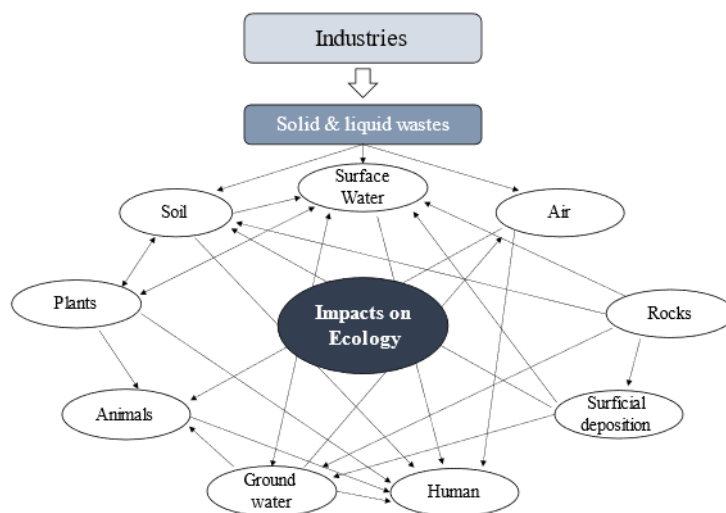 Industries
Solid & liquid wastes
Surface
Water
Soil
Air
Plants
Impacts on
Ecology
Rocks
Animals
Surficial
deposition
Ground
water
Human